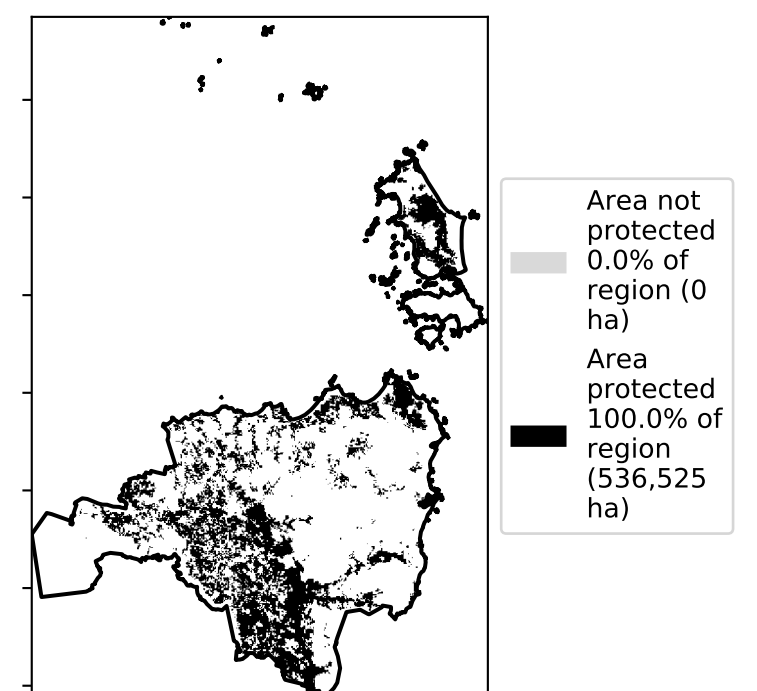 Area not
protected
0.0% of
region (0
ha)
Area
protected
100.0% of
region
(536,525
ha)